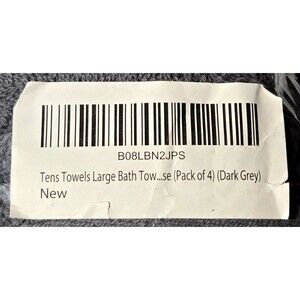 B08LBN2JPS
Tens Towels Large Bath Tow...se (Pack of 4) (Dark Grey)
New